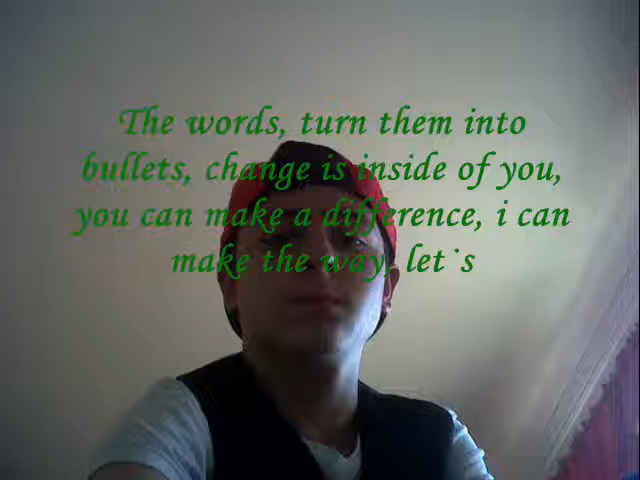 The words, turn them into
bullets, change is inside of you,
you can make a difference, i can
make the way, let`s